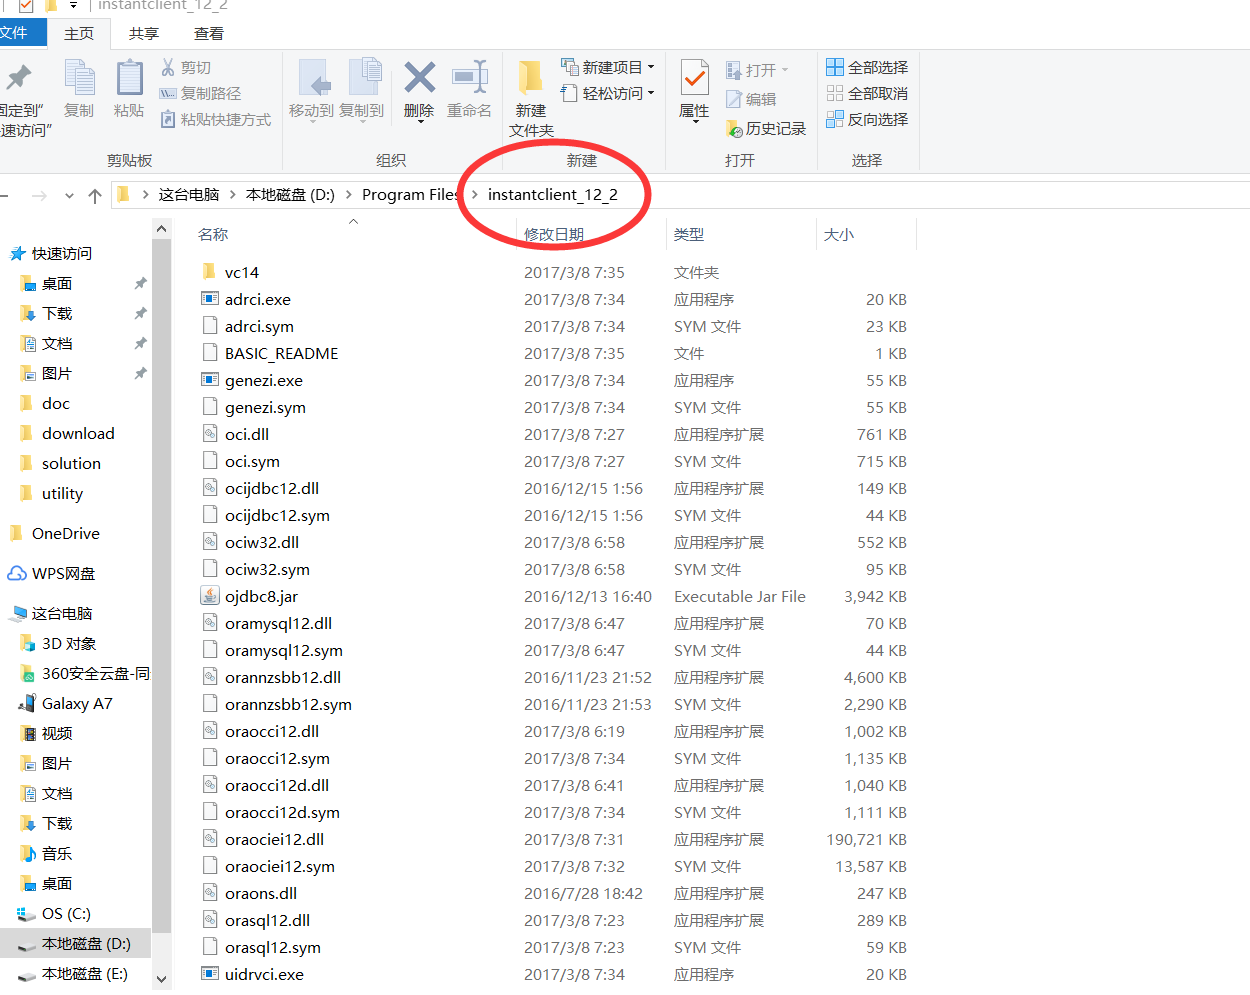 instantclient_12_2
文件 主页 共享 查看
剪切
复制路径
粘贴快捷方式
固定到"
快速访问"
复制
粘贴
剪贴板
移动到
复制到
删除
重命名
组织
新建
文件夹
新建项目
轻松访问
新建
属性
打开
编辑
历史记录
打开
全部选择
全部取消
反向选择
选择
这台电脑 本地磁盘 (D:) Program Files instantclient_12_2
快速访问
桌面
下载
文档
图片
doc
download
solution
utility
OneDrive
WPS网盘
这台电脑
3D 对象
360安全云盘-同
Galaxy A7
视频
图片
文档
下载
音乐
桌面
OS (C:)
本地磁盘 (D:)
本地磁盘 (E:)
名称 修改日期 类型 大小
vc14 2017/3/8 7:35 文件夹
adrci.exe 2017/3/8 7:34 应用程序 20 KB
adrci.sym 2017/3/8 7:34 SYM 文件 23 KB
BASIC_README 2017/3/8 7:35 文件 1 KB
genezi.exe 2017/3/8 7:34 应用程序 55 KB
genezi.sym 2017/3/8 7:34 SYM 文件 55 KB
oci.dll 2017/3/8 7:27 应用程序扩展 761 KB
oci.sym 2017/3/8 7:27 SYM 文件 715 KB
ocijdbc12.dll 2016/12/15 1:56 应用程序扩展 149 KB
ocijdbc12.sym 2016/12/15 1:56 SYM 文件 44 KB
ociw32.dll 2017/3/8 6:58 应用程序扩展 552 KB
ociw32.sym 2017/3/8 6:58 SYM 文件 95 KB
ojdbc8.jar 2016/12/13 16:40 Executable Jar File 3,942 KB
oramysql12.dll 2017/3/8 6:47 应用程序扩展 70 KB
oramysql12.sym 2017/3/8 6:47 SYM 文件 44 KB
orannzsbb12.dll 2016/11/23 21:52 应用程序扩展 4,600 KB
orannzsbb12.sym 2016/11/23 21:53 SYM 文件 2,290 KB
oraocci12.dll 2017/3/8 6:19 应用程序扩展 1,002 KB
oraocci12.sym 2017/3/8 7:34 SYM 文件 1,135 KB
oraocci12d.dll 2017/3/8 6:41 应用程序扩展 1,040 KB
oraocci12d.sym 2017/3/8 7:34 SYM 文件 1,111 KB
oraociei12.dll 2017/3/8 7:31 应用程序扩展 190,721 KB
oraociei12.sym 2017/3/8 7:32 SYM 文件 13,587 KB
oraons.dll 2016/7/28 18:42 应用程序扩展 247 KB
orasql12.dll 2017/3/8 7:23 应用程序扩展 289 KB
orasql12.sym 2017/3/8 7:23 SYM 文件 59 KB
uidrvci.exe 2017/3/8 7:34 应用程序 20 KB